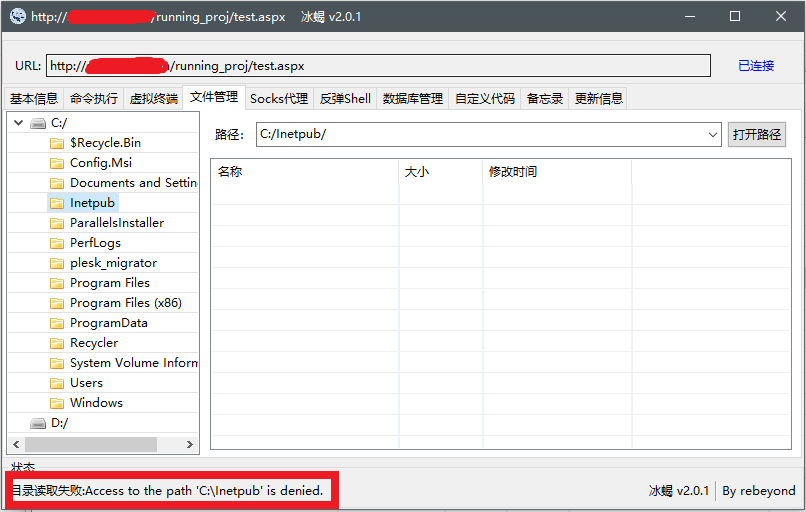 http:// /running_proj/test.aspx 冰蝎 v2.0.1
URL: http:// /running_proj/test.aspx 已连接
基本信息 命令执行 虚拟终端 文件管理 Socks代理 反弹Shell 数据库管理 自定义代码 备忘录 更新信息
C:/
$Recycle.Bin
Config.Msi
Documents and Settin
Inetpub
ParallelsInstaller
PerfLogs
plesk_migrator
Program Files
Program Files (x86)
ProgramData
Recycler
System Volume Inforn
Users
Windows
D:/
路径: C:/Inetpub/ 打开路径
名称 大小 修改时间
状态
目录读取失败:Access to the path 'C:\Inetpub' is denied.
冰蝎 v2.0.1 By rebeyond